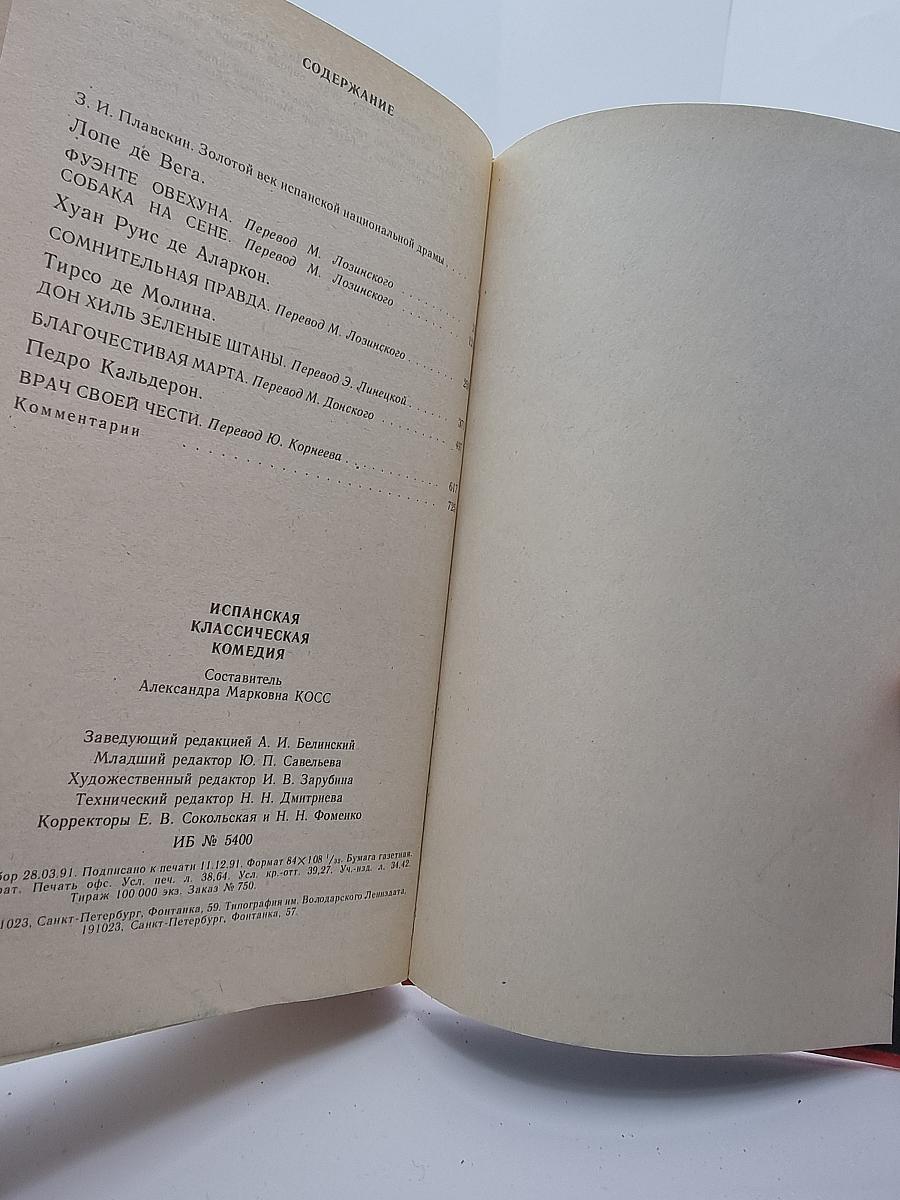 СОДЕРЖАНИЕ
З. И. Плавскин. Золотой век испанской национальной драмы . . . .
Лопе де Вега.
ФУЭНТЕ ОВЕХУНА. Перевод М. Лозинского . . . . . . .
СОБАКА НА СЕНЕ. Перевод М. Лозинского . . . . . . .
Хуан Руис де Аларкон.
СОМНИТЕЛЬНАЯ ПРАВДА. Перевод М. Лозинского . . . . . .
Тирсо де Молина.
ДОН ХИЛЬ ЗЕЛЕНЫЕ ШТАНЫ. Перевод Э. Линецкой . . . . .
БЛАГОЧЕСТИВАЯ МАРТА. Перевод М. Донского . . . . . . .
Педро Кальдерон.
ВРАЧ СВОЕЙ ЧЕСТИ. Перевод Ю. Корнеева . . . . . . . . . 617
Комментарии . . . . . . . . . . . . . . . . . . .
ИСПАНСКАЯ
КЛАССИЧЕСКАЯ
КОМЕДИЯ
Составитель
Александра Марковна КОСС
Заведующий редакцией А. И. Белинский
Младший редактор Ю. П. Савельева
Художественный редактор И. В. Зарубина
Технический редактор Н. Н. Дмитриева
Корректоры Е. В. Сокольская и Н. Н. Фоменко
ИБ № 5400
28.03.91. Подписано к печати 11.12.91. Формат 84×108 1/32. Бумага газетная.
Печать офс. Усл. печ. л. 38,64. Усл. кр.-отт. 39,27. Уч.-изд. л. 34,42.
Тираж 100 000 экз. Заказ № 750.
Санкт-Петербург, Фонтанка, 59. Типография им. Володарского Лениздата,
191023, Санкт-Петербург, Фонтанка, 57.